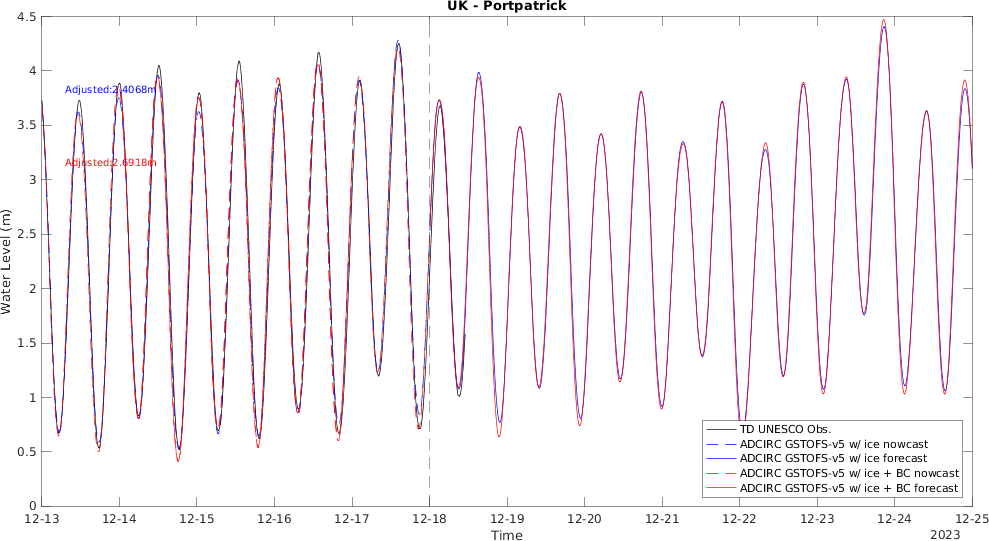 UK - Portpatrick
4.5
4
3.5
3
2.5
2
1.5
1
0.5
0
Water Level (m)
Adjusted:2.4068m
Adjusted:2.6918m
TD UNESCO Obs.
ADCIRC GSTOFS-v5 w/ ice nowcast
ADCIRC GSTOFS-v5 w/ ice forecast
ADCIRC GSTOFS-v5 w/ ice + BC nowcast
ADCIRC GSTOFS-v5 w/ ice + BC forecast
12-13 12-14 12-15 12-16 12-17 12-18 12-19 12-20 12-21 12-22 12-23 12-24 12-25
Time
2023